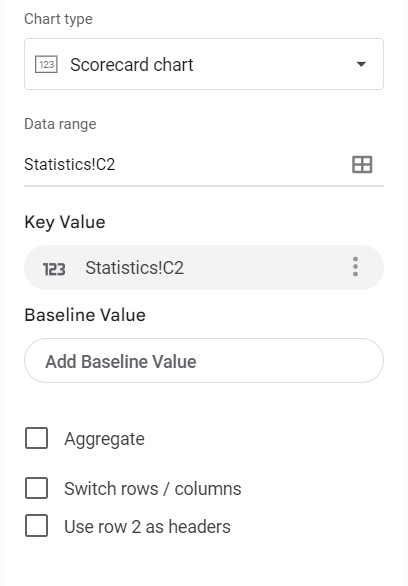 Chart type
123 Scorecard chart
Data range
Statistics!C2
Key Value
123 Statistics!C2
Baseline Value
Add Baseline Value
Aggregate
Switch rows / columns
Use row 2 as headers